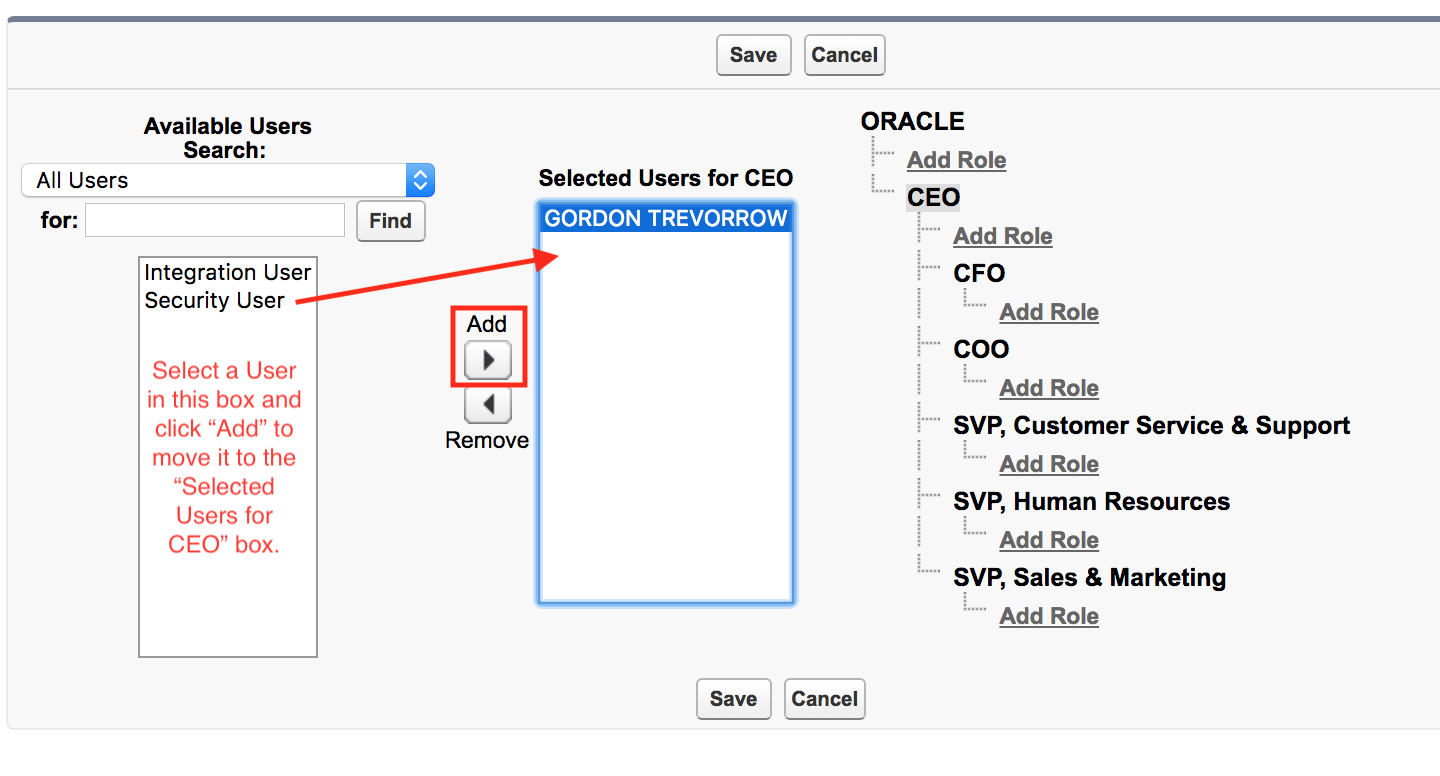 Save Cancel
Available Users
Search:
All Users
for: Find
Integration User
Security User
Select a User
in this box and
click “Add” to
move it to the
“Selected
Users for
CEO” box.
Add
Remove
Selected Users for CEO
GORDON TREVORROW
ORACLE
Add Role
CEO
Add Role
CFO
Add Role
COO
Add Role
SVP, Customer Service & Support
Add Role
SVP, Human Resources
Add Role
SVP, Sales & Marketing
Add Role
Save Cancel